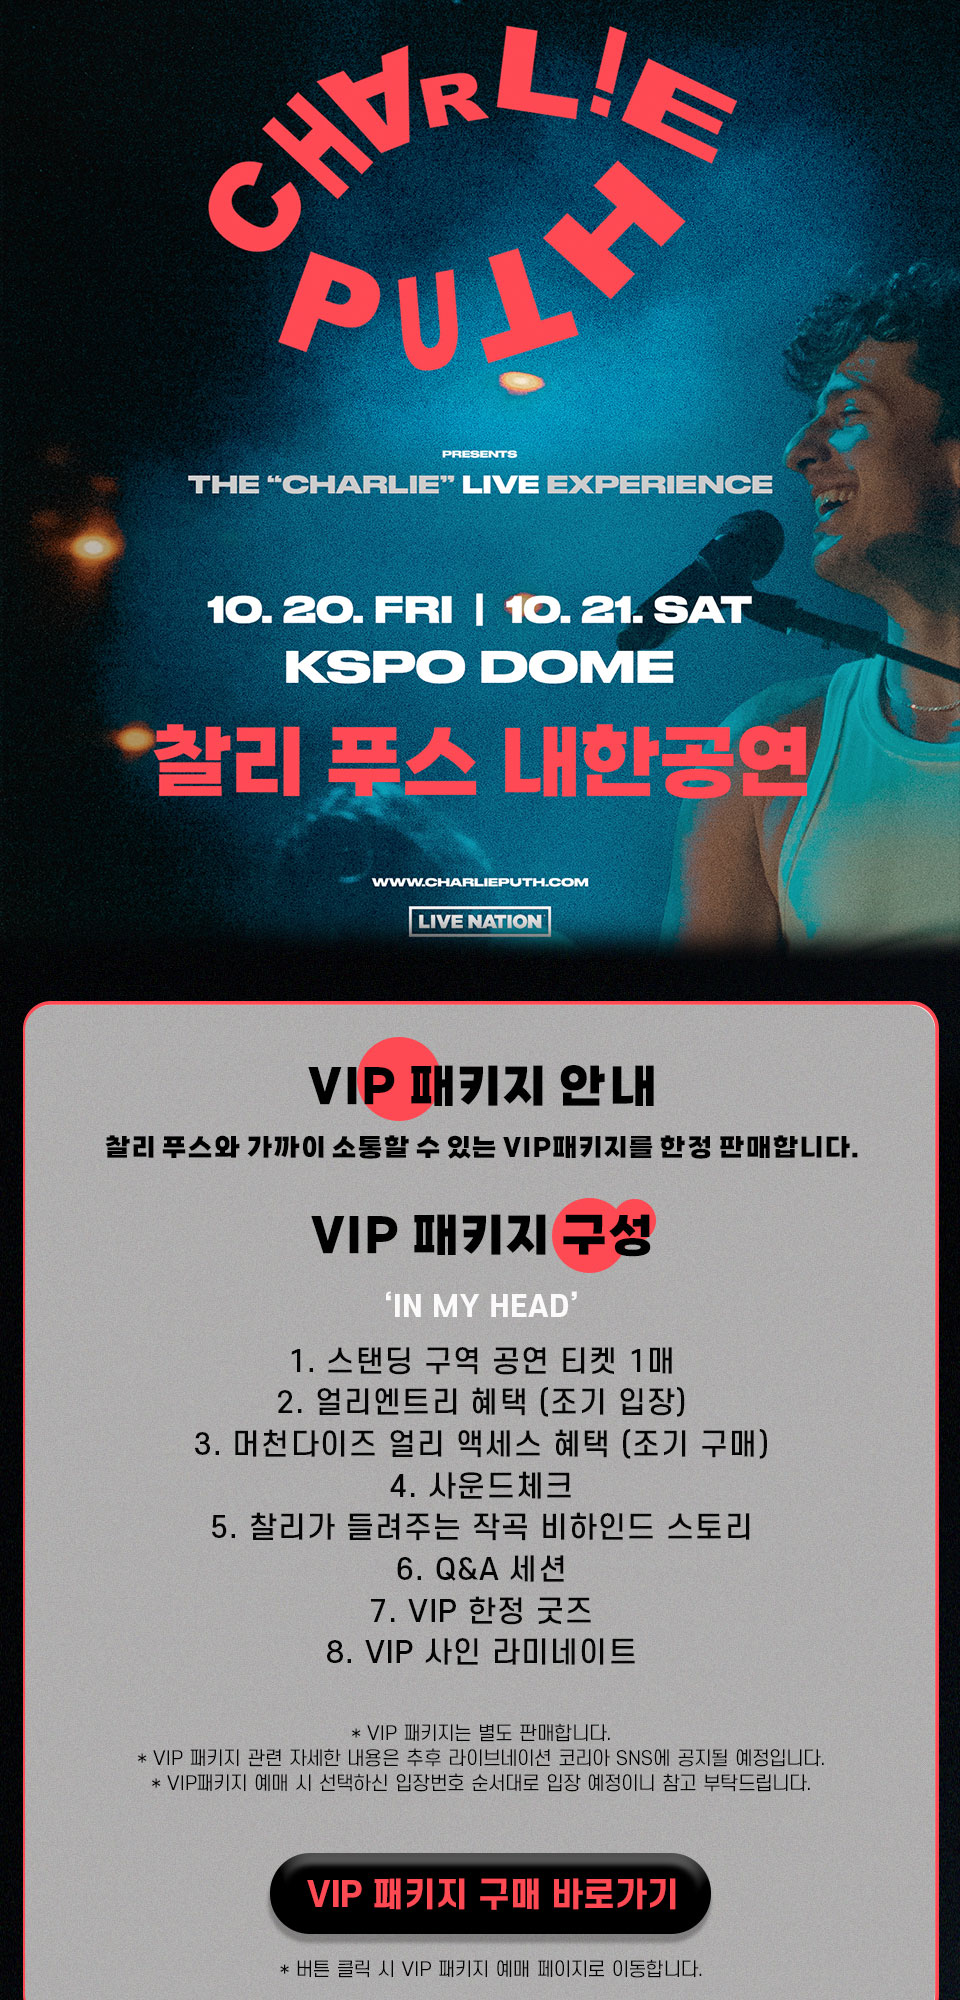 CHARL!E
PUTH
PRESENTS
THE “CHARLIE” LIVE EXPERIENCE
10. 20. FRI | 10. 21. SAT
KSPO DOME
찰리 푸스 내한공연
WWW.CHARLIEPUTH.COM
LIVE NATION
VIP 패키지 안내
찰리 푸스와 가까이 소통할 수 있는 VIP패키지를 한정 판매합니다.
VIP 패키지 구성
‘IN MY HEAD’
1. 스탠딩 구역 공연 티켓 1매
2. 얼리엔트리 혜택 (조기 입장)
3. 머천다이즈 얼리 액세스 혜택 (조기 구매)
4. 사운드체크
5. 찰리가 들려주는 작곡 비하인드 스토리
6. Q&A 세션
7. VIP 한정 굿즈
8. VIP 사인 라미네이트
* VIP 패키지는 별도 판매합니다.
* VIP 패키지 관련 자세한 내용은 추후 라이브네이션 코리아 SNS에 공지될 예정입니다.
* VIP패키지 예매 시 선택하신 입장번호 순서대로 입장 예정이니 참고 부탁드립니다.
VIP 패키지 구매 바로가기
* 버튼 클릭 시 VIP 패키지 예매 페이지로 이동합니다.